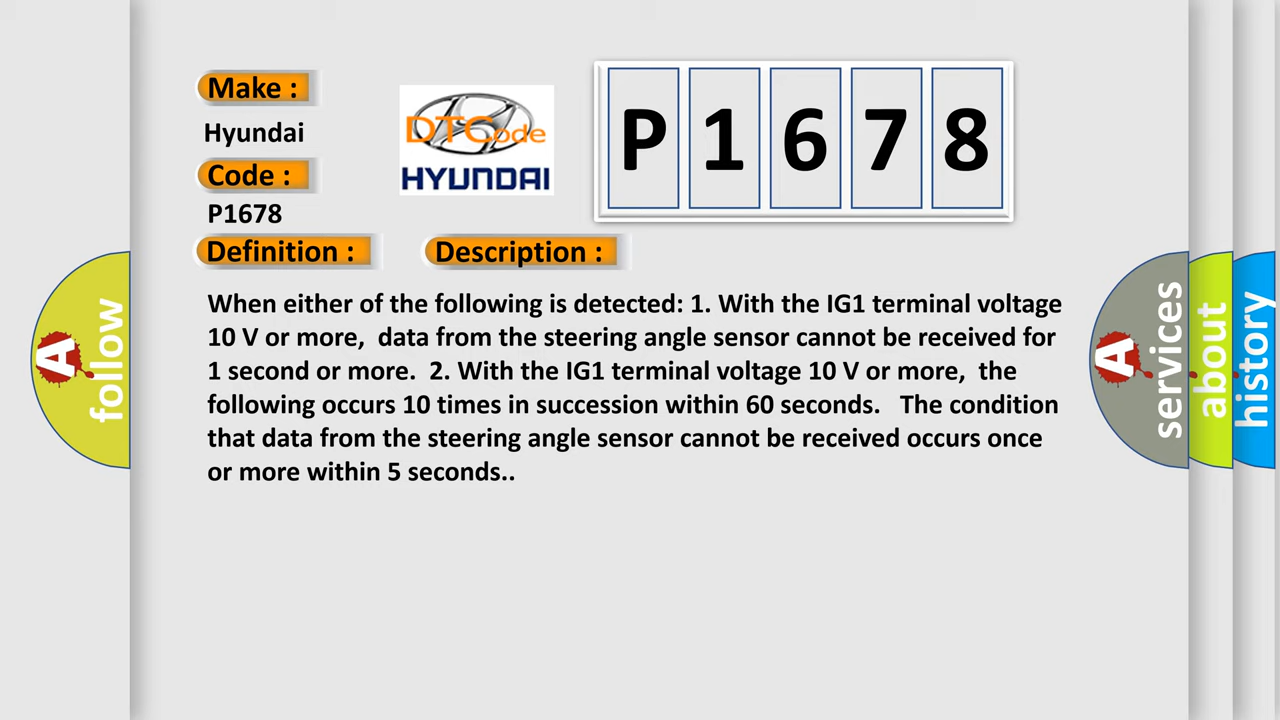 Make :
Hyundai
Code :
P1678
Definition :
Description :
DTCode
HYUNDAI
P1678
When either of the following is detected: 1. With the IG1 terminal voltage
10 V or more,  data from the steering angle sensor cannot be received for
1 second or more.  2. With the IG1 terminal voltage 10 V or more,  the
following occurs 10 times in succession within 60 seconds.   The condition
that data from the steering angle sensor cannot be received occurs once
or more within 5 seconds..
A
follow
A
services
about
history